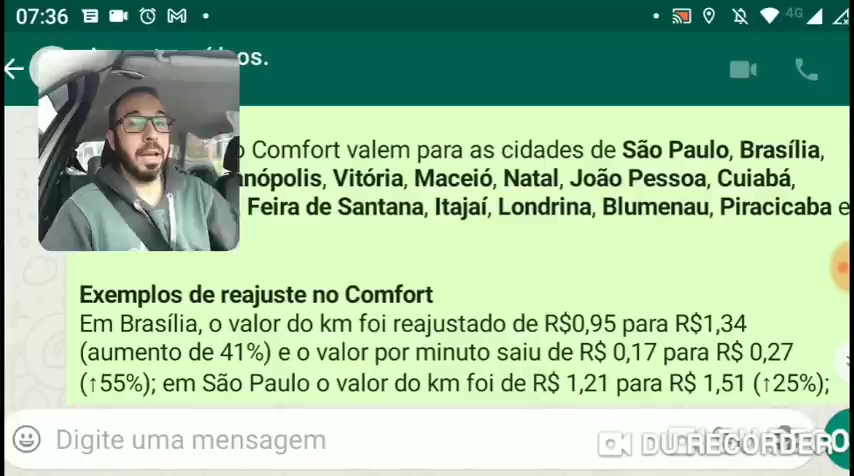 07:36
4G
os.
Comfort valem para as cidades de São Paulo, Brasília,
anópolis, Vitória, Maceió, Natal, João Pessoa, Cuiabá,
Feira de Santana, Itajaí, Londrina, Blumenau, Piracicaba e
Exemplos de reajuste no Comfort
Em Brasília, o valor do km foi reajustado de R$0,95 para R$1,34
(aumento de 41%) e o valor por minuto saiu de R$ 0,17 para R$ 0,27
(↑55%); em São Paulo o valor do km foi de R$ 1,21 para R$ 1,51 (↑25%);
Digite uma mensagem
DU RECORDER